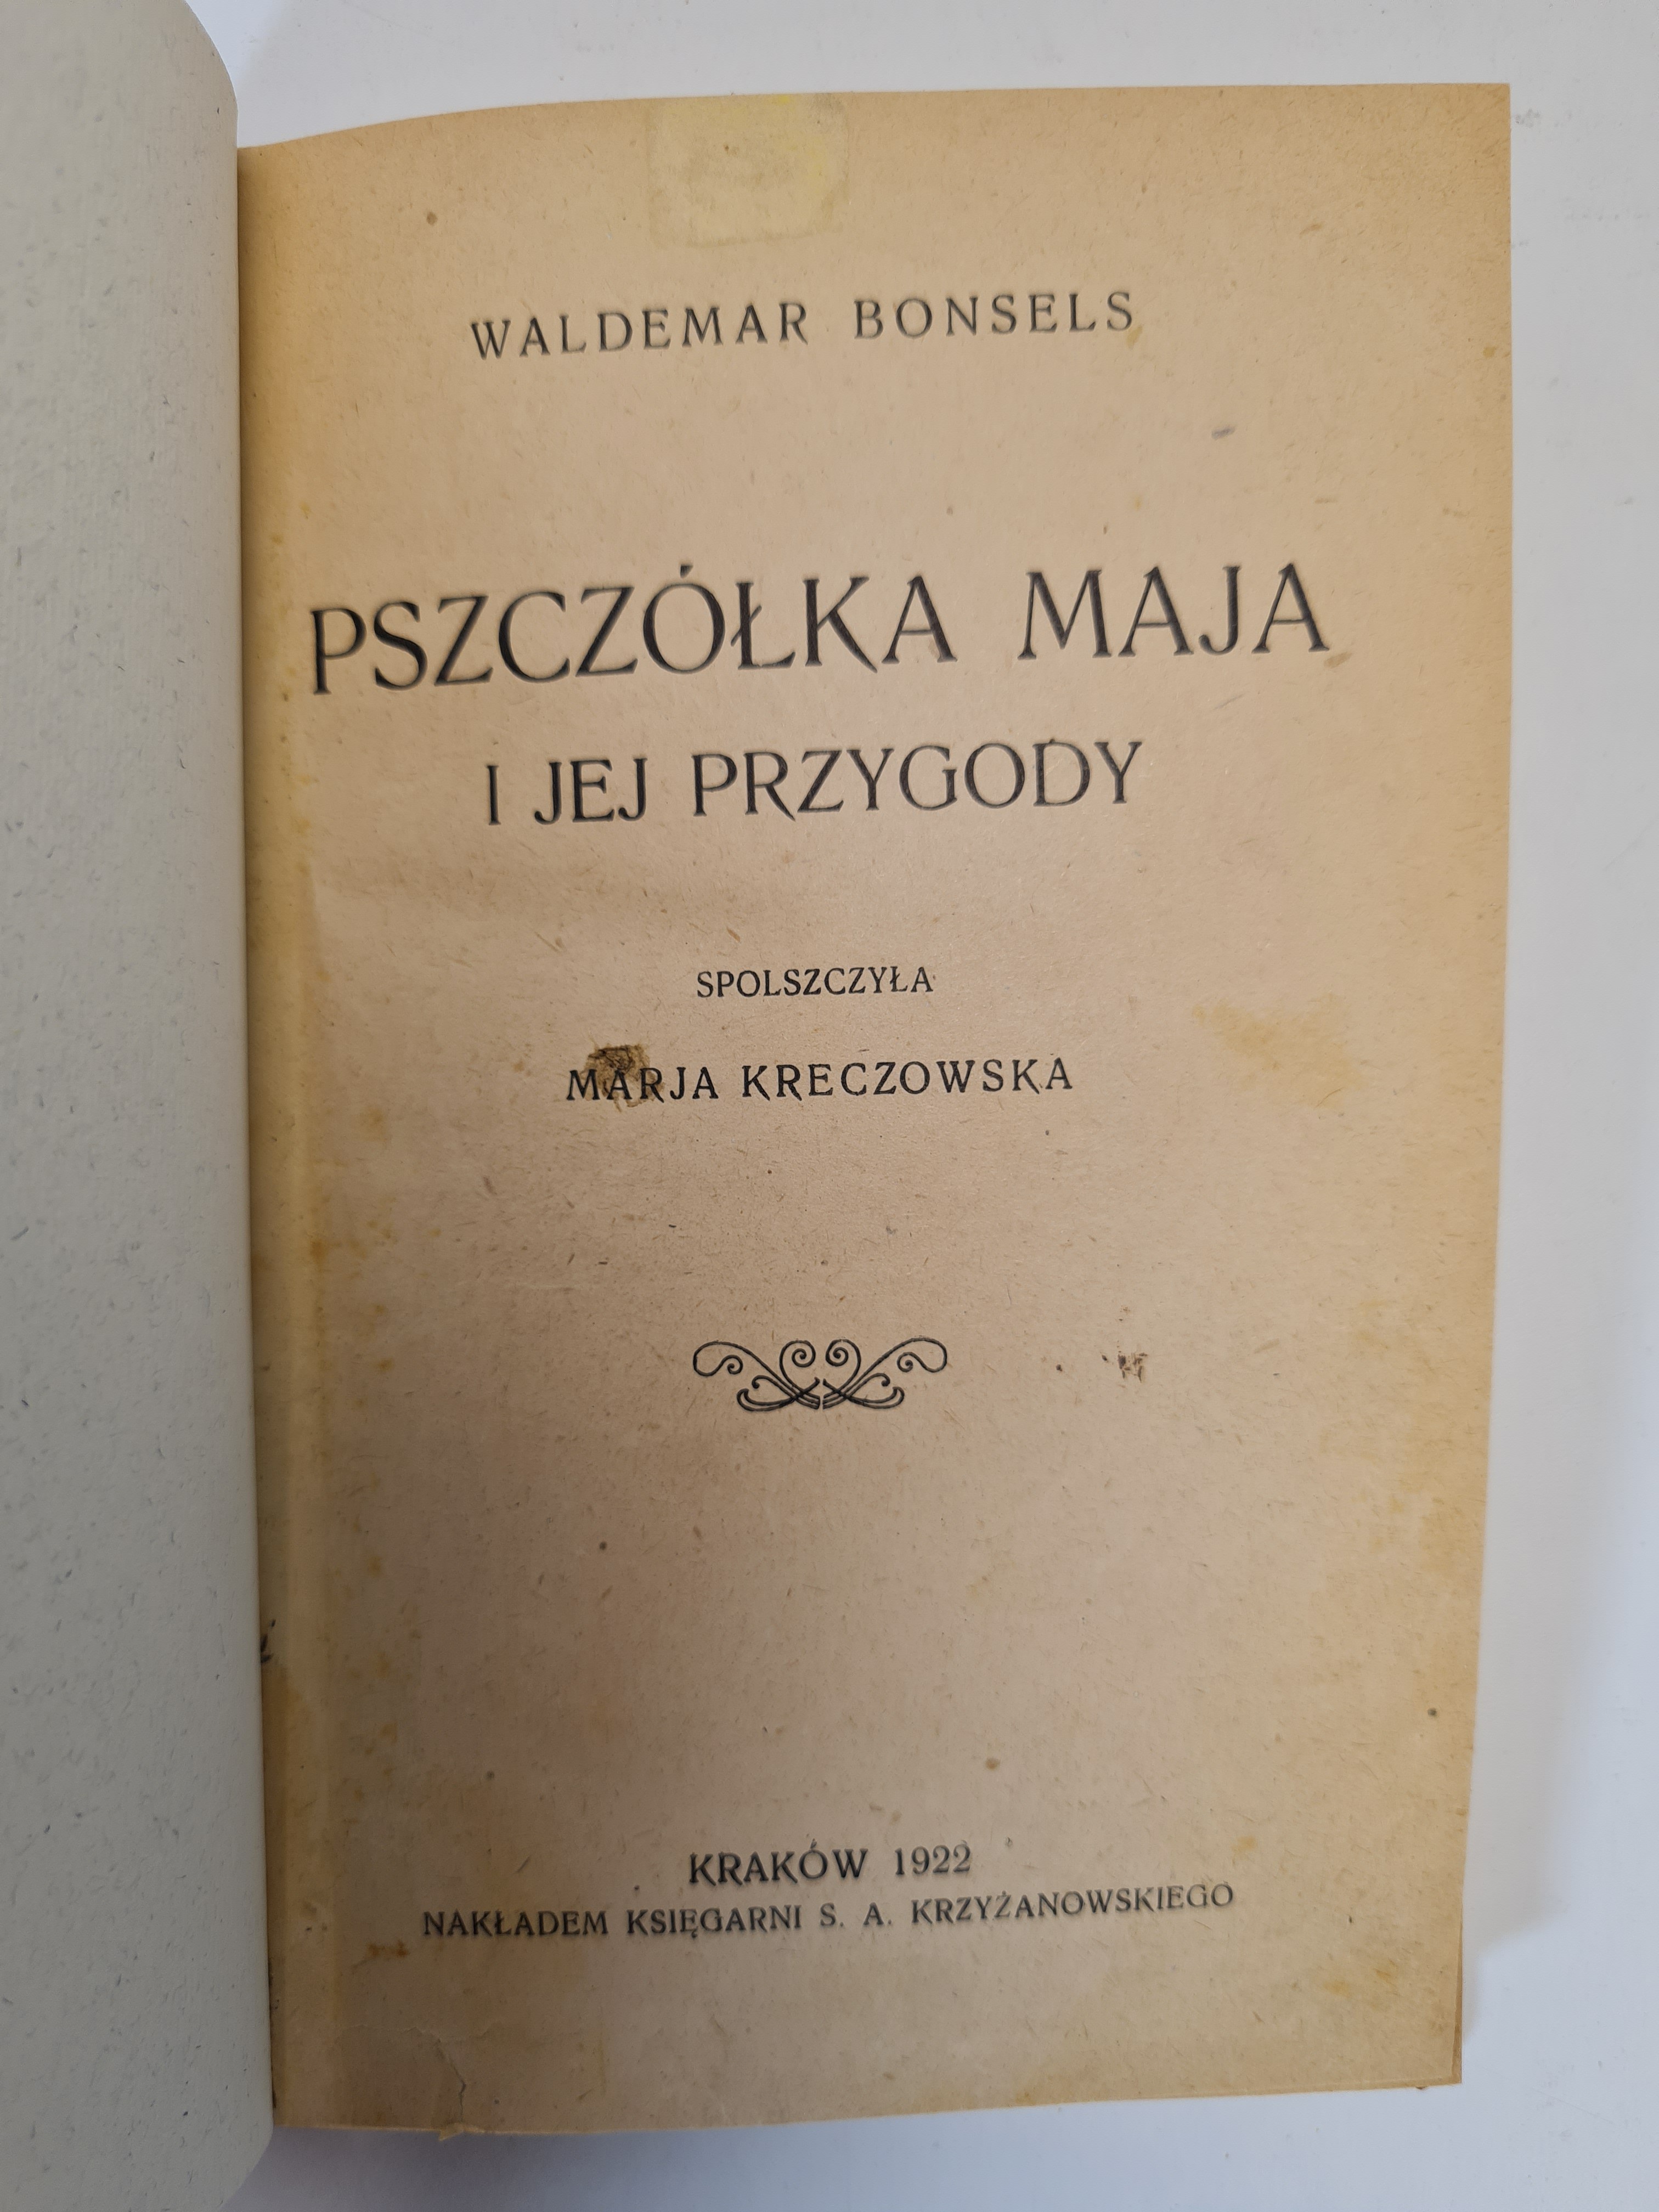 WALDEMAR BONSELS
PSZCZÓŁKA MAJA
I JEJ PRZYGODY
SPOLSZCZYŁA
MARJA KRECZOWSKA
KRAKÓW 1922
NAKŁADEM KSIĘGARNI S. A. KRZYŻANOWSKIEGO